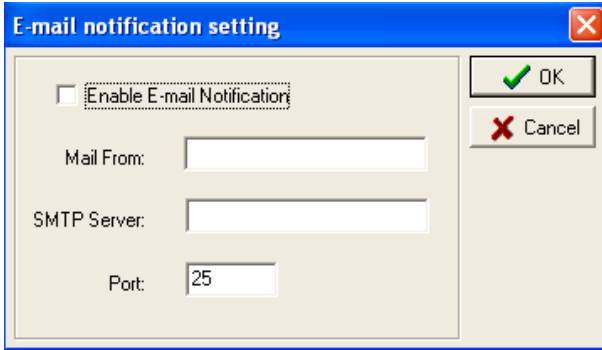 E-mail notification setting
Enable E-mail Notification
OK
Cancel
Mail From:
SMTP Server:
Port: 25